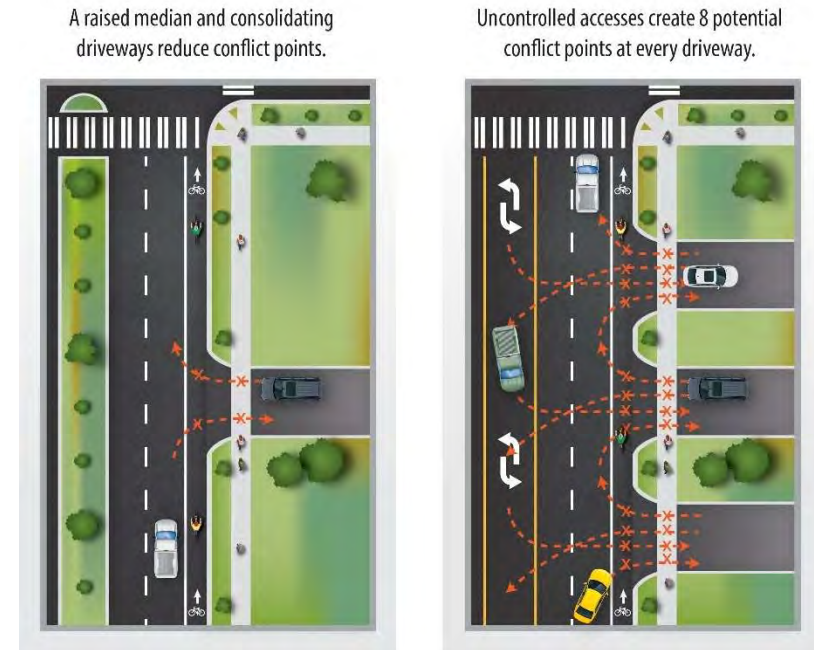 A raised median and consolidating
driveways reduce conflict points.
Uncontrolled accesses create 8 potential
conflict points at every driveway.